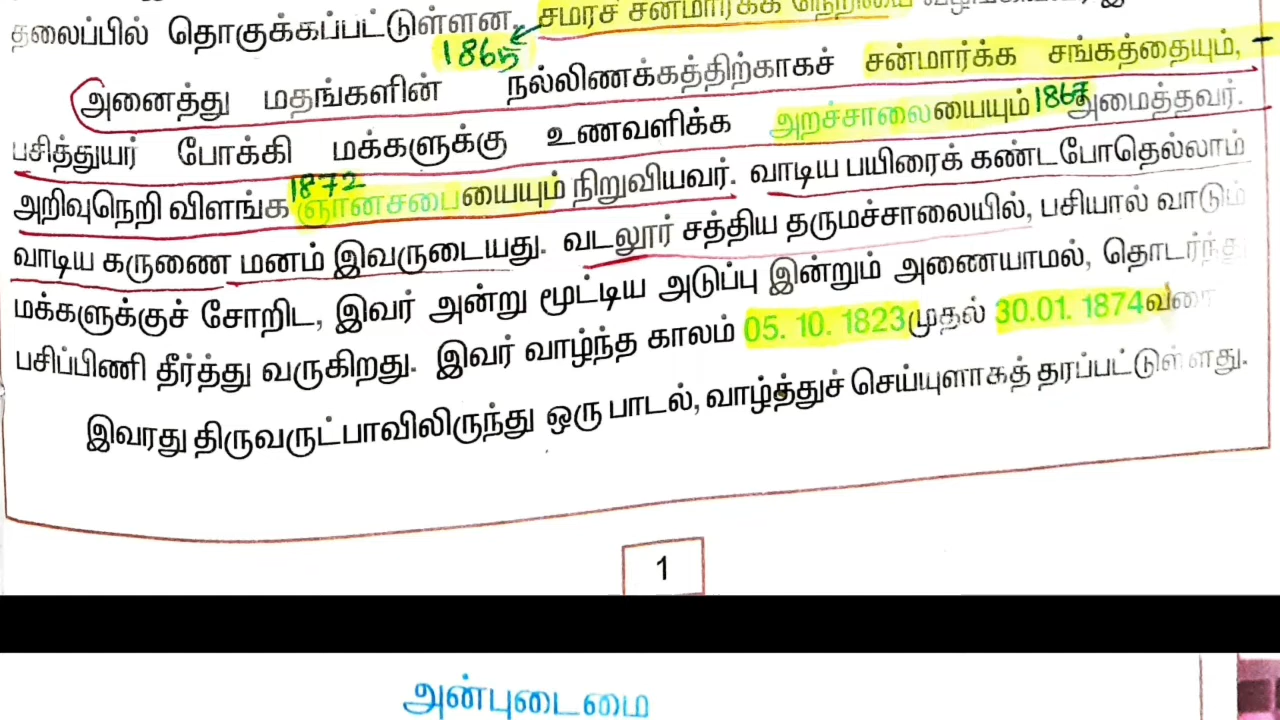 தலைப்பில் தொகுக்கப்பட்டுள்ளன. சமரச சன்மார்க்க நெறியை
1865
அனைத்து மதங்களின் நல்லிணக்கத்திற்காகச் சன்மார்க்க சங்கத்தையும்,
பசித்துயர் போக்கி மக்களுக்கு உணவளிக்க அறச்சாலையையும் 1867 அமைத்தவர்.
1872
அறிவுநெறி விளங்க ஞானசபையையும் நிறுவியவர். வாடிய பயிரைக் கண்டபோதெல்லாம்
வாடிய கருணை மனம் இவருடையது. வடலூர் சத்திய தருமச்சாலையில், பசியால் வாடும்
மக்களுக்குச் சோறிட, இவர் அன்று மூட்டிய அடுப்பு இன்றும் அணையாமல், தொடர்ந்து
பசிப்பிணி தீர்த்து வருகிறது. இவர் வாழ்ந்த காலம் 05. 10. 1823முதல் 30.01. 1874வரை
இவரது திருவருட்பாவிலிருந்து ஒரு பாடல், வாழ்த்துச் செய்யுளாகத் தரப்பட்டுள்ளது.
1
அன்புடைமை